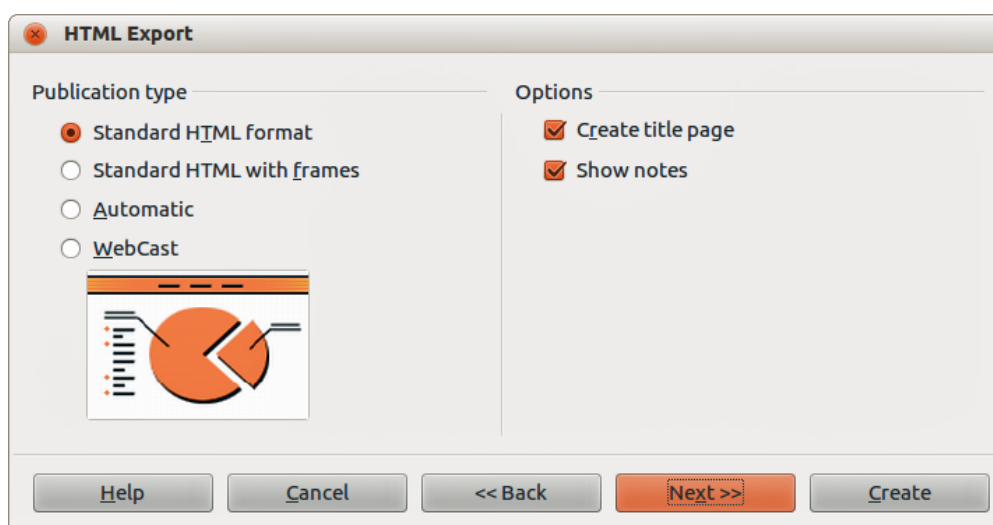 HTML Export
Publication type
Standard HTML format
Standard HTML with frames
Automatic
WebCast
Options
Create title page
Show notes
Help
Cancel
<< Back
Next >>
Create